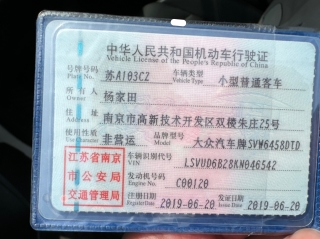 中华人民共和国机动车行驶证
Vehicle License of the People's Republic of China
号牌号码 苏A103CZ 车辆类型 小型普通客车
Plate No. Vehicle Type
所有人 杨家田
Owner
住址 南京市高新技术开发区双楼朱庄25号
Address
使用性质 非营运 品牌型号 大众汽车牌SVW6458DTD
Use Character Model
江苏省南京市公安局交通管理局
车辆识别代号 LSVUD6B28KN046542
VIN
发动机号码 C00120
Engine No.
注册日期 2019-06-20 发证日期 2019-06-20
Register Date Issue Date